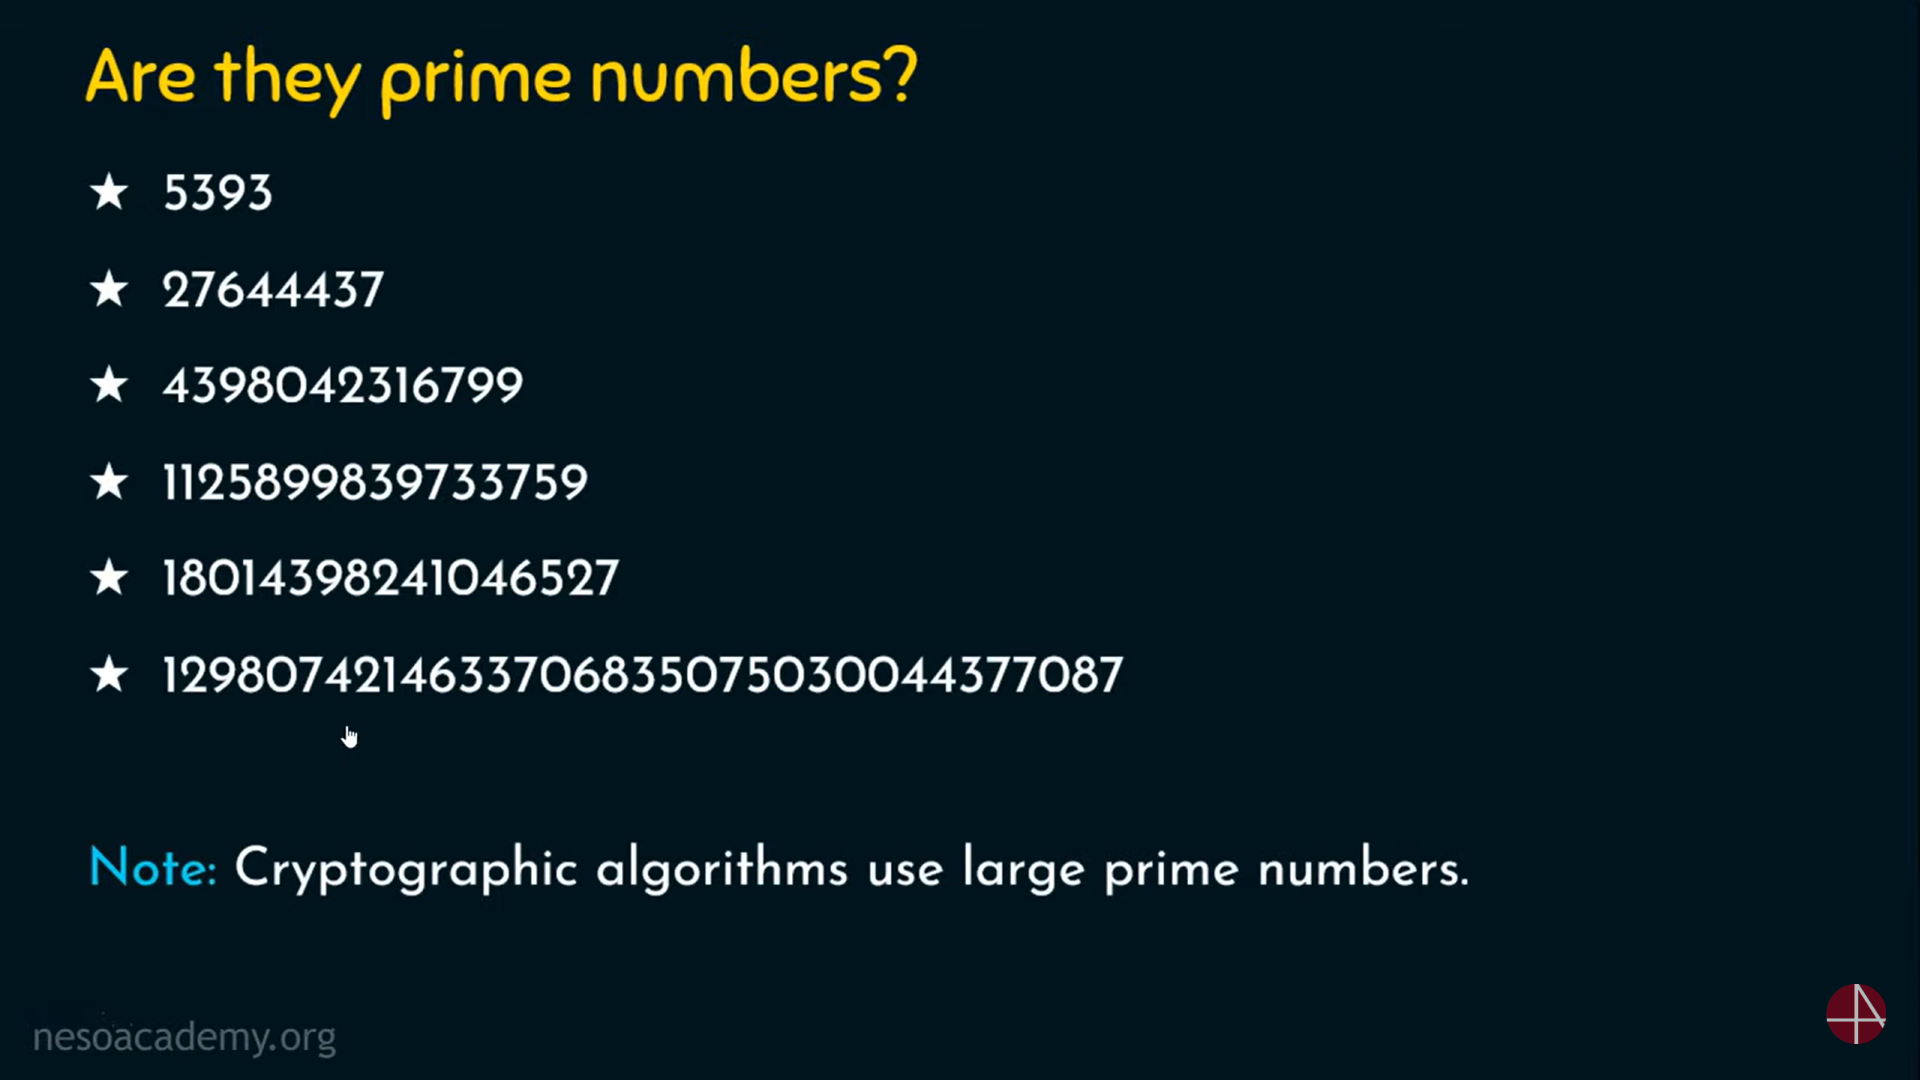 Are they prime numbers?
★ 5393
★ 27644437
★ 4398042316799
★ 1125899839733759
★ 18014398241046527
★ 1298074214633706835075030044377087
Note: Cryptographic algorithms use large prime numbers.
nesoacademy.org